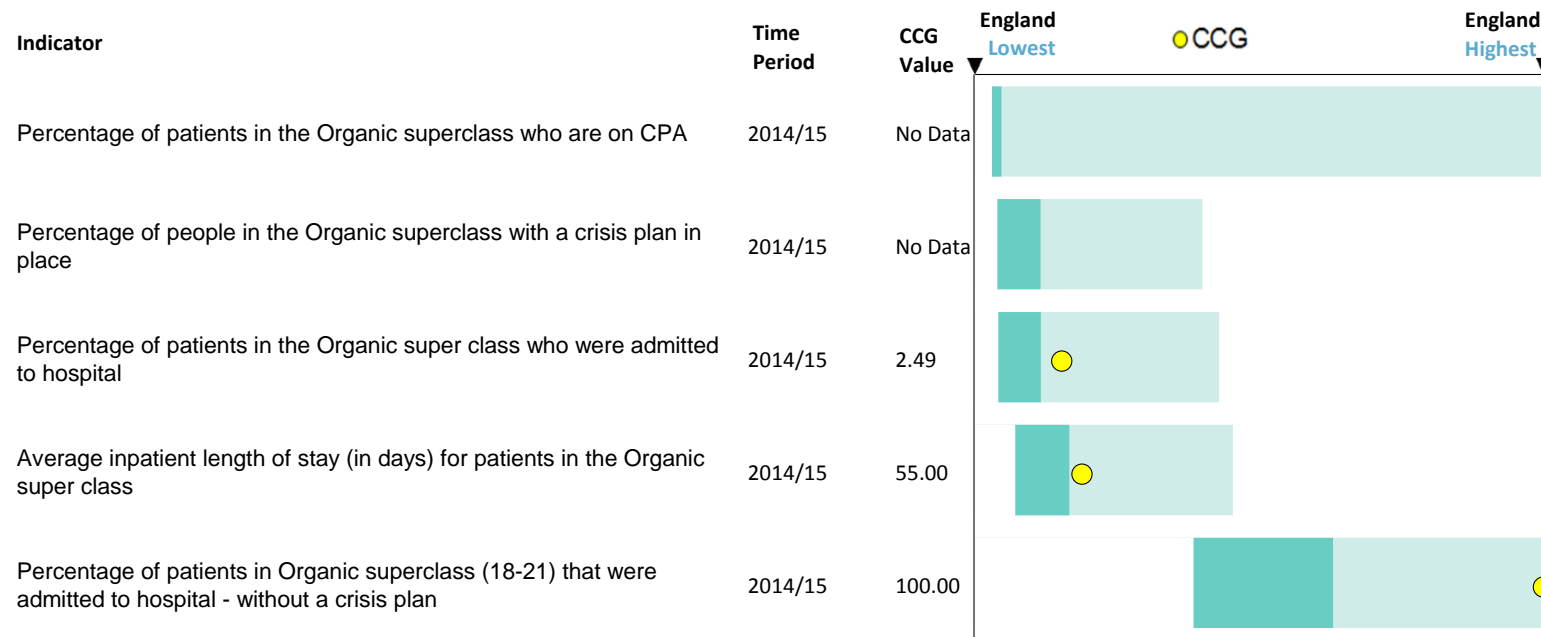 Indicator
Time
Period
CCG
Value
England
Lowest
CCG
England
Highest
Percentage of patients in the Organic superclass who are on CPA
2014/15
No Data
Percentage of people in the Organic superclass with a crisis plan in
place
2014/15
No Data
Percentage of patients in the Organic super class who were admitted
to hospital
2014/15
2.49
Average inpatient length of stay (in days) for patients in the Organic
super class
2014/15
55.00
Percentage of patients in Organic superclass (18-21) that were
admitted to hospital - without a crisis plan
2014/15
100.00